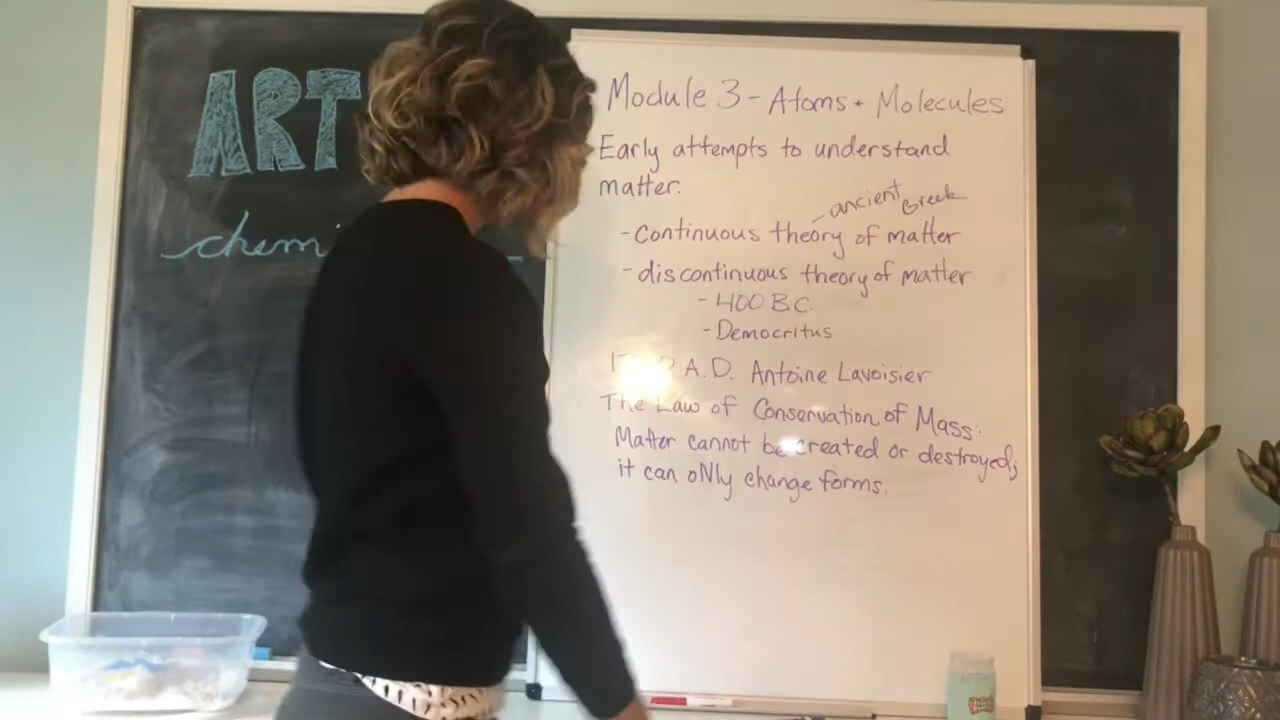 ART
Module 3 - Atoms + Molecules
Early attempts to understand
matter:
- ancient Greek
- continuous theory of matter
- discontinuous theory of matter
- 400 B.C.
- Democritus
A.D. Antoine Lavoisier
The Law of Conservation of Mass:
Matter cannot be created or destroyed;
it can oNly change forms.